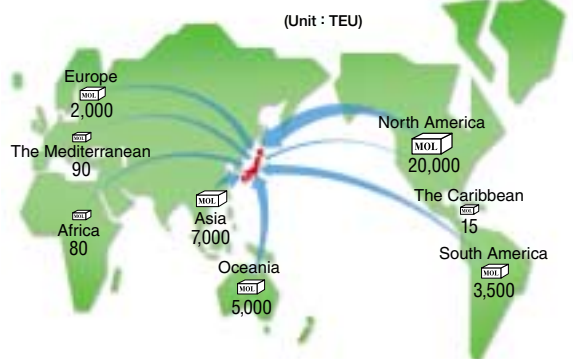 (Unit : TEU)
Europe
MOL
2,000
MOL
The Mediterranean
90
MOL
Africa
80
MOL
Asia
7,000
Oceania
MOL
5,000
North America
MOL
20,000
The Caribbean
MOL
15
South America
MOL
3,500